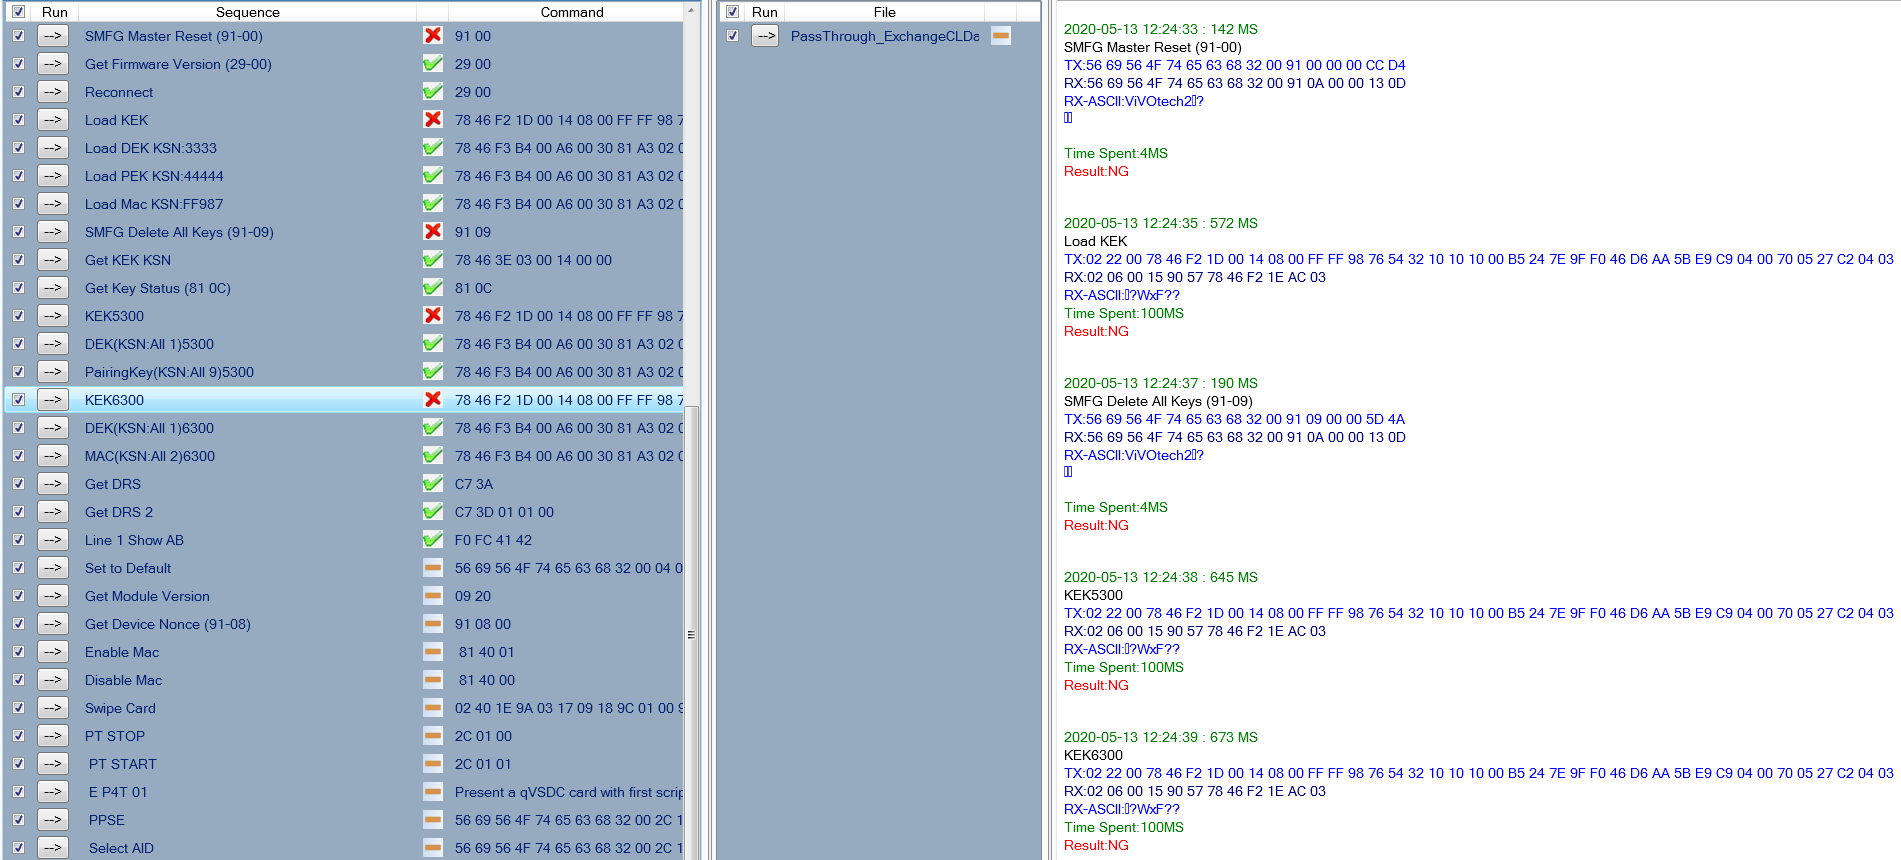 Run Sequence Command
--> SMFG Master Reset (91-00) 91 00
--> Get Firmware Version (29-00) 29 00
--> Reconnect 29 00
--> Load KEK 78 46 F2 1D 00 14 08 00 FF FF 98 7
--> Load DEK KSN:3333 78 46 F3 B4 00 A6 00 30 81 A3 02 0
--> Load PEK KSN:44444 78 46 F3 B4 00 A6 00 30 81 A3 02 0
--> Load Mac KSN:FF987 78 46 F3 B4 00 A6 00 30 81 A3 02 0
--> SMFG Delete All Keys (91-09) 91 09
--> Get KEK KSN 78 46 3E 03 00 14 00 00
--> Get Key Status (81 0C) 81 0C
--> KEK5300 78 46 F2 1D 00 14 08 00 FF FF 98 7
--> DEK(KSN:All 1)5300 78 46 F3 B4 00 A6 00 30 81 A3 02 0
--> PairingKey(KSN:All 9)5300 78 46 F3 B4 00 A6 00 30 81 A3 02 0
--> KEK6300 78 46 F2 1D 00 14 08 00 FF FF 98 7
--> DEK(KSN:All 1)6300 78 46 F3 B4 00 A6 00 30 81 A3 02 0
--> MAC(KSN:All 2)6300 78 46 F3 B4 00 A6 00 30 81 A3 02 0
--> Get DRS C7 3A
--> Get DRS 2 C7 3D 01 01 00
--> Line 1 Show AB F0 FC 41 42
--> Set to Default 56 69 56 4F 74 65 63 68 32 00 04 0
--> Get Module Version 09 20
--> Get Device Nonce (91-08) 91 08 00
--> Enable Mac 81 40 01
--> Disable Mac 81 40 00
--> Swipe Card 02 40 1E 9A 03 17 09 18 9C 01 00 9
--> PT STOP 2C 01 00
--> PT START 2C 01 01
--> E P4T 01 Present a qVSDC card with first scrip
--> PPSE 56 69 56 4F 74 65 63 68 32 00 2C 1
--> Select AID 56 69 56 4F 74 65 63 68 32 00 2C 1
Run File
--> PassThrough_ExchangeCLDa
2020-05-13 12:24:33 : 142 MS
SMFG Master Reset (91-00)
TX:56 69 56 4F 74 65 63 68 32 00 91 00 00 00 CC D4
RX:56 69 56 4F 74 65 63 68 32 00 91 0A 00 00 13 0D
RX-ASCII:ViVOtech2▯?
▯▯
Time Spent:4MS
Result:NG
2020-05-13 12:24:35 : 572 MS
Load KEK
TX:02 22 00 78 46 F2 1D 00 14 08 00 FF FF 98 76 54 32 10 10 10 00 B5 24 7E 9F F0 46 D6 AA 5B E9 C9 04 00 70 05 27 C2 04 03
RX:02 06 00 15 90 57 78 46 F2 1E AC 03
RX-ASCII:▯?WxF??
Time Spent:100MS
Result:NG
2020-05-13 12:24:37 : 190 MS
SMFG Delete All Keys (91-09)
TX:56 69 56 4F 74 65 63 68 32 00 91 09 00 00 5D 4A
RX:56 69 56 4F 74 65 63 68 32 00 91 0A 00 00 13 0D
RX-ASCII:ViVOtech2▯?
▯▯
Time Spent:4MS
Result:NG
2020-05-13 12:24:38 : 645 MS
KEK5300
TX:02 22 00 78 46 F2 1D 00 14 08 00 FF FF 98 76 54 32 10 10 10 00 B5 24 7E 9F F0 46 D6 AA 5B E9 C9 04 00 70 05 27 C2 04 03
RX:02 06 00 15 90 57 78 46 F2 1E AC 03
RX-ASCII:▯?WxF??
Time Spent:100MS
Result:NG
2020-05-13 12:24:39 : 673 MS
KEK6300
TX:02 22 00 78 46 F2 1D 00 14 08 00 FF FF 98 76 54 32 10 10 10 00 B5 24 7E 9F F0 46 D6 AA 5B E9 C9 04 00 70 05 27 C2 04 03
RX:02 06 00 15 90 57 78 46 F2 1E AC 03
RX-ASCII:▯?WxF??
Time Spent:100MS
Result:NG